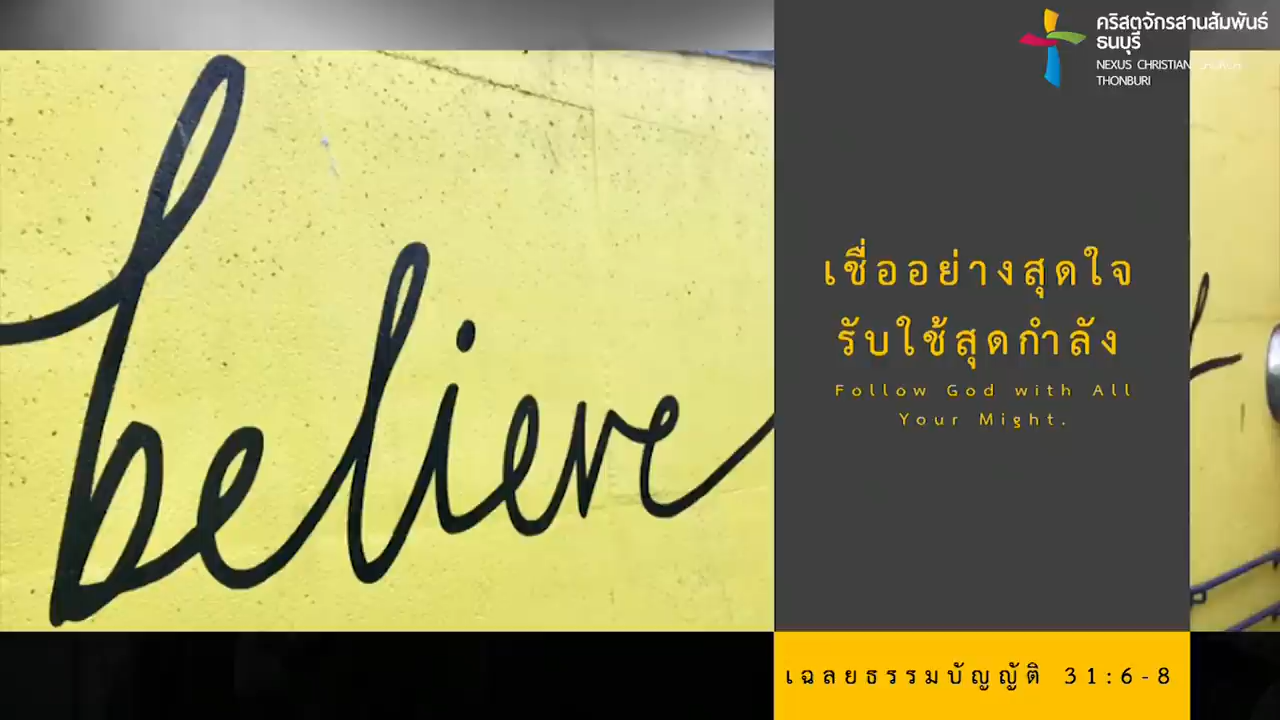 believe
คริสตจักรสานสัมพันธ์
ธนบุรี
NEXUS CHRISTIAN CHURCH
THONBURI
เชื่ออย่างสุดใจ
รับใช้สุดกำลัง
Follow God with All
Your Might.
เฉลยธรรมบัญญัติ 31:6-8